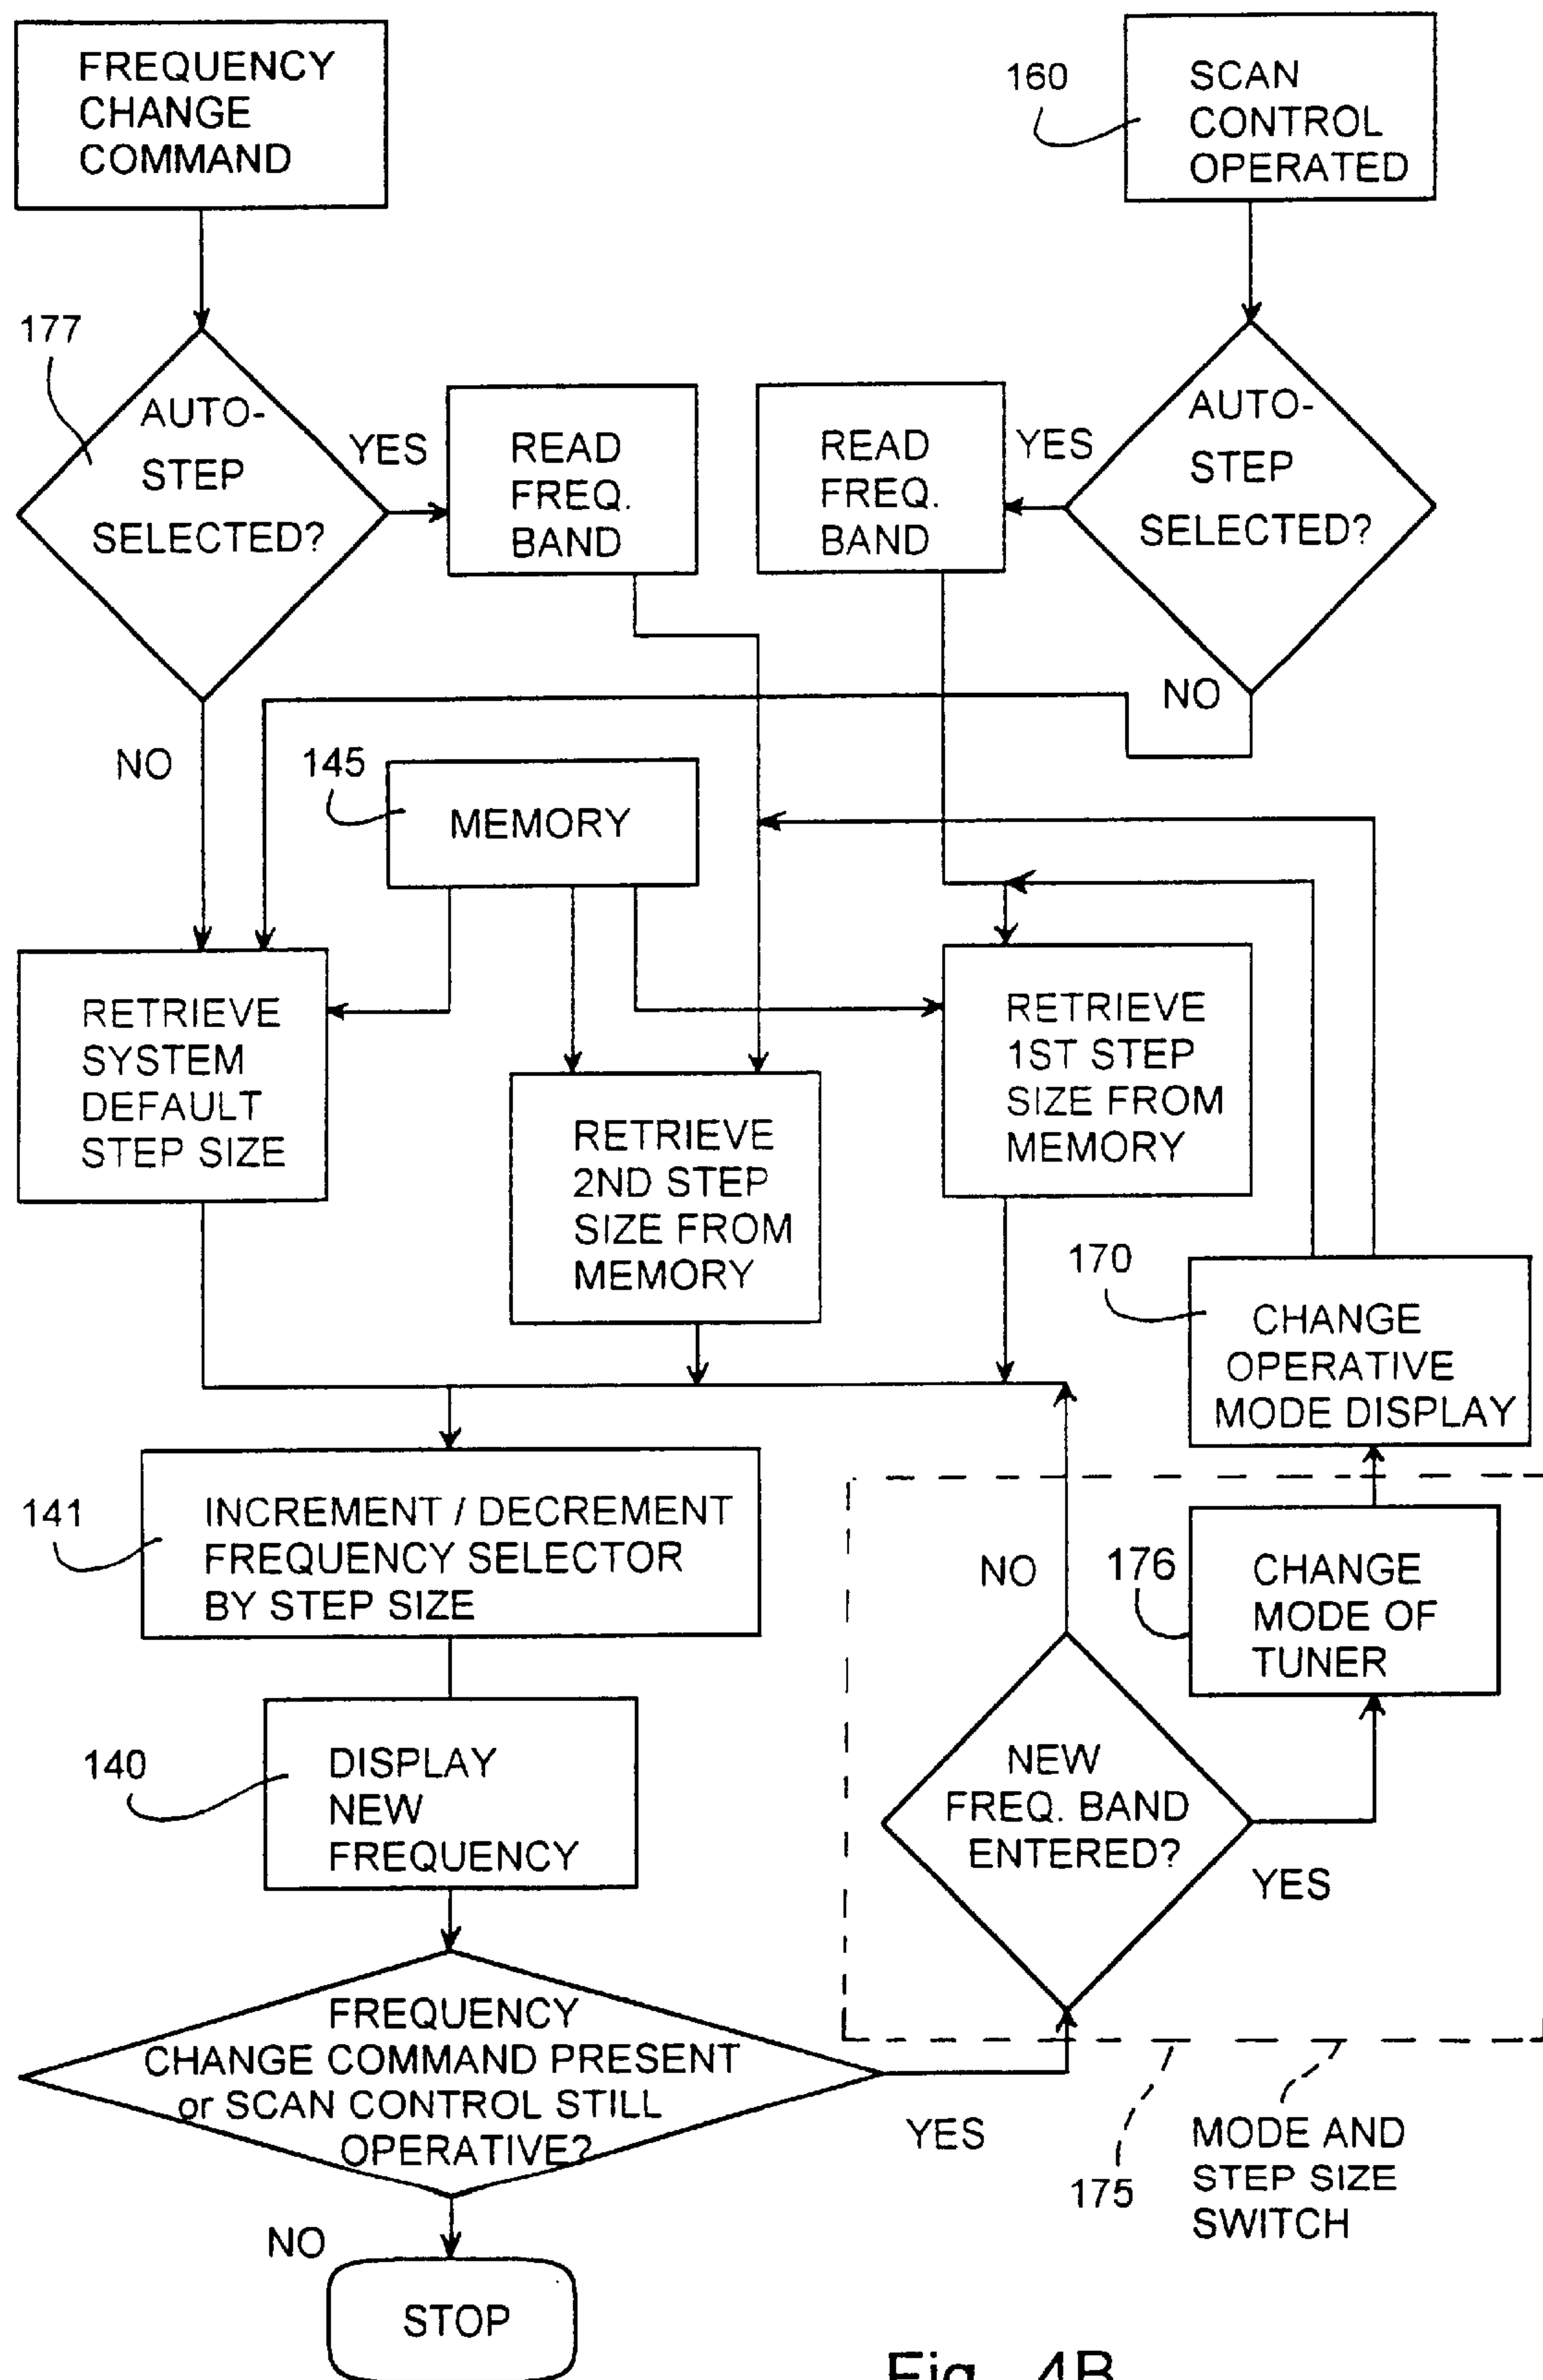 FREQUENCY
CHANGE
COMMAND
160
SCAN
CONTROL
OPERATED
177
AUTO-
STEP
SELECTED?
YES
READ
FREQ.
BAND
READ
FREQ.
BAND
YES
AUTO-
STEP
SELECTED?
NO
NO
145
MEMORY
RETRIEVE
SYSTEM
DEFAULT
STEP SIZE
RETRIEVE
2ND STEP
SIZE FROM
MEMORY
RETRIEVE
1ST STEP
SIZE FROM
MEMORY
170
CHANGE
OPERATIVE
MODE DISPLAY
141
INCREMENT / DECREMENT
FREQUENCY SELECTOR
BY STEP SIZE
NO
176
CHANGE
MODE OF
TUNER
140
DISPLAY
NEW
FREQUENCY
NEW
FREQ. BAND
ENTERED?
YES
FREQUENCY
CHANGE COMMAND PRESENT
or SCAN CONTROL STILL
OPERATIVE?
YES
175
MODE AND
STEP SIZE
SWITCH
NO
STOP
Fig. 4B